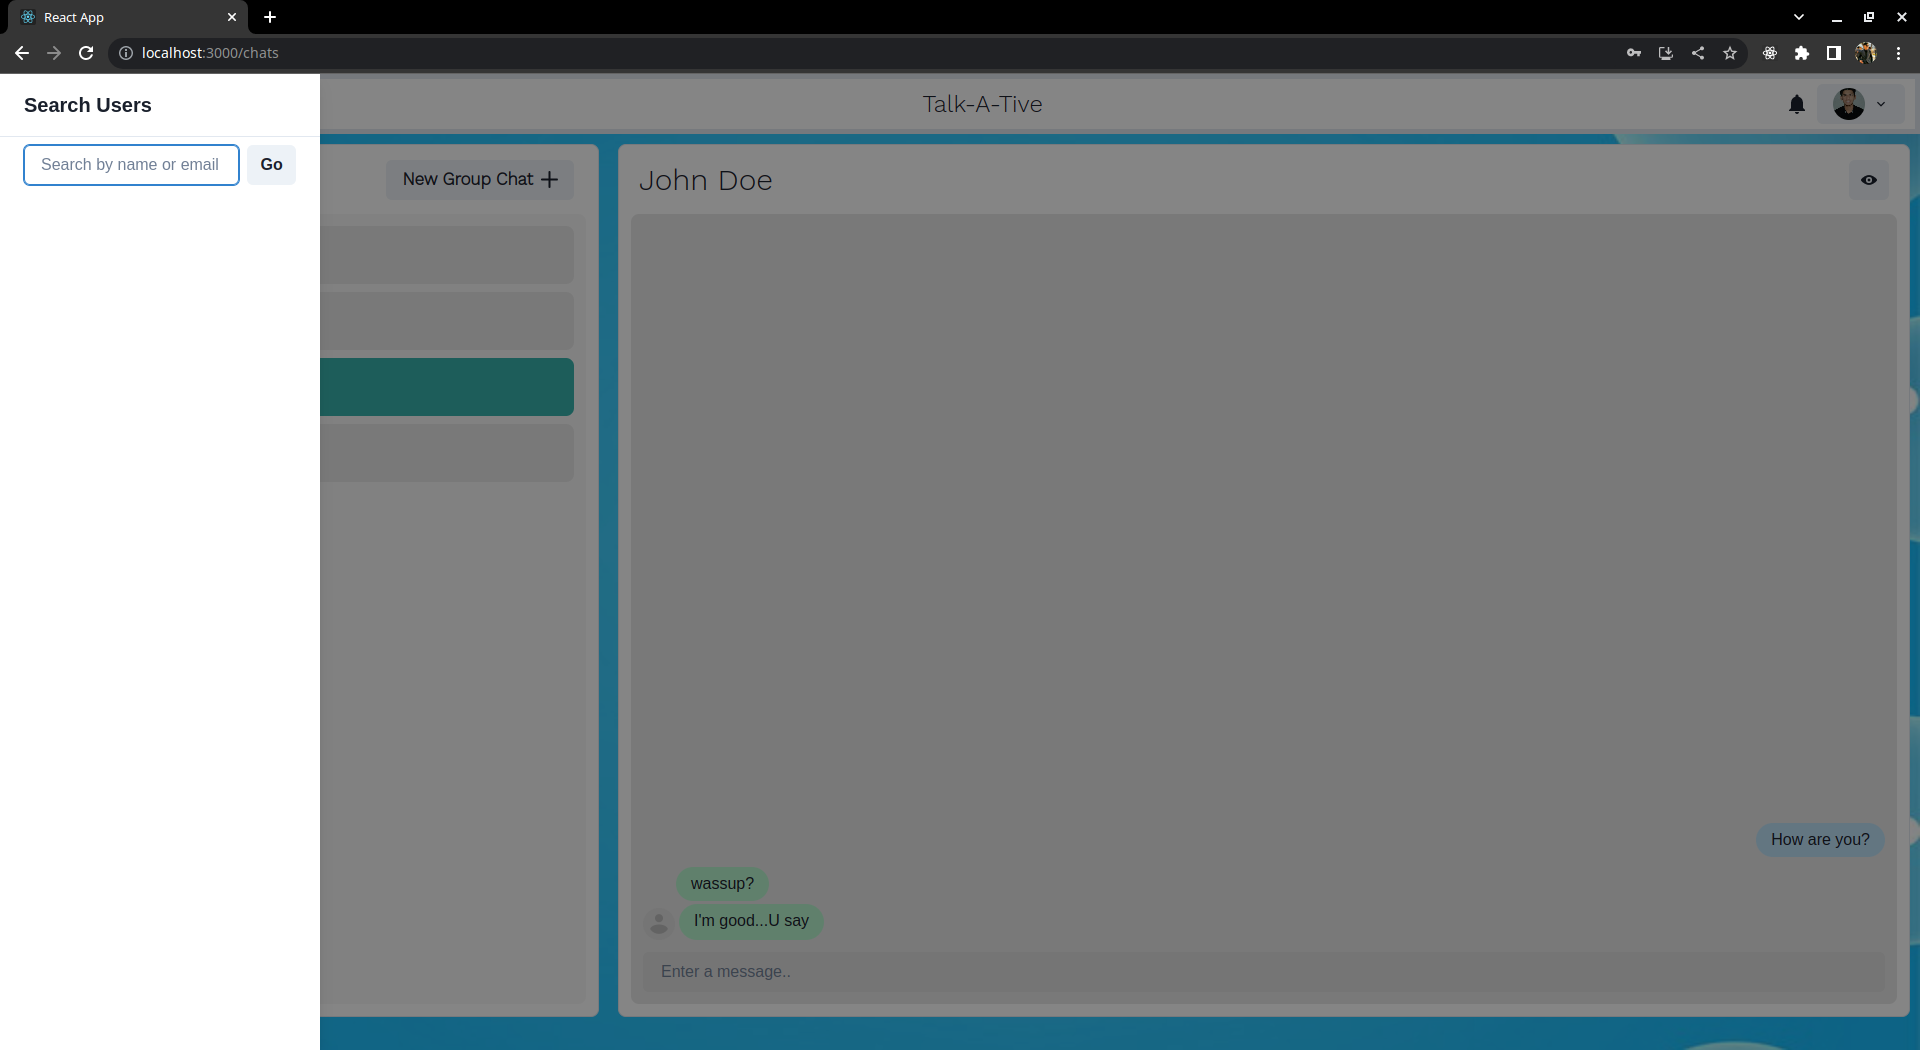 React App
localhost:3000/chats
Search Users
Talk-A-Tive
Search by name or email
Go
New Group Chat
John Doe
How are you?
wassup?
I'm good...U say
Enter a message..